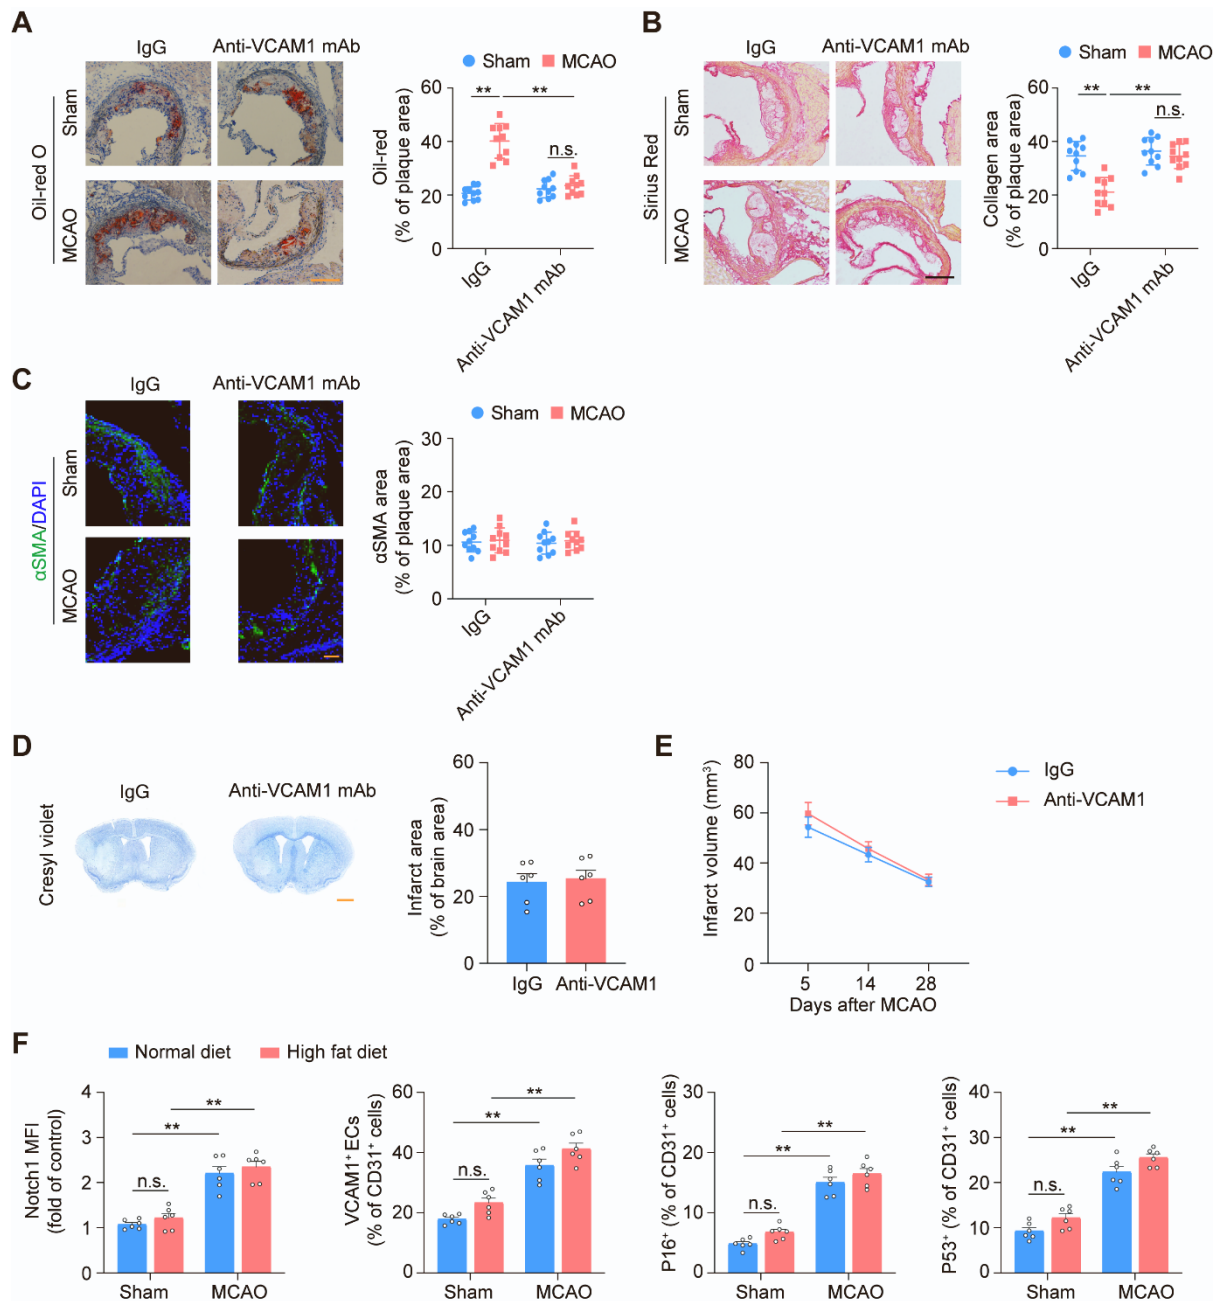 A
IgG
Anti-VCAM1 mAb
Oil-red O
Sham
MCAO
Sham
MCAO
Oil-red
(% of plaque area)
60
40
20
0
**
**
n.s.
IgG
Anti-VCAM1 mAb
B
IgG
Anti-VCAM1 mAb
Sirius Red
Sham
MCAO
Sham
MCAO
Collagen area
(% of plaque area)
60
40
20
0
**
**
n.s.
IgG
Anti-VCAM1 mAb
C
IgG
Anti-VCAM1 mAb
αSMA/DAPI
Sham
MCAO
Sham
MCAO
αSMA area
(% of plaque area)
30
20
10
0
IgG
Anti-VCAM1 mAb
D
IgG
Anti-VCAM1 mAb
Cresyl violet
Infarct area
(% of brain area)
60
40
20
0
IgG
Anti-VCAM1
E
Infarct volume (mm³)
80
60
40
20
0
5
14
28
Days after MCAO
IgG
Anti-VCAM1
F
Normal diet
High fat diet
Notch1 MFI
(fold of control)
4
3
2
1
0
n.s.
**
**
Sham
MCAO
VCAM1⁺ ECs
(% of CD31⁺ cells)
60
40
20
0
n.s.
**
**
Sham
MCAO
P16⁺ (% of CD31⁺ cells)
30
20
10
0
n.s.
**
**
Sham
MCAO
P53⁺ (% of CD31⁺ cells)
40
30
20
10
0
n.s.
**
**
Sham
MCAO